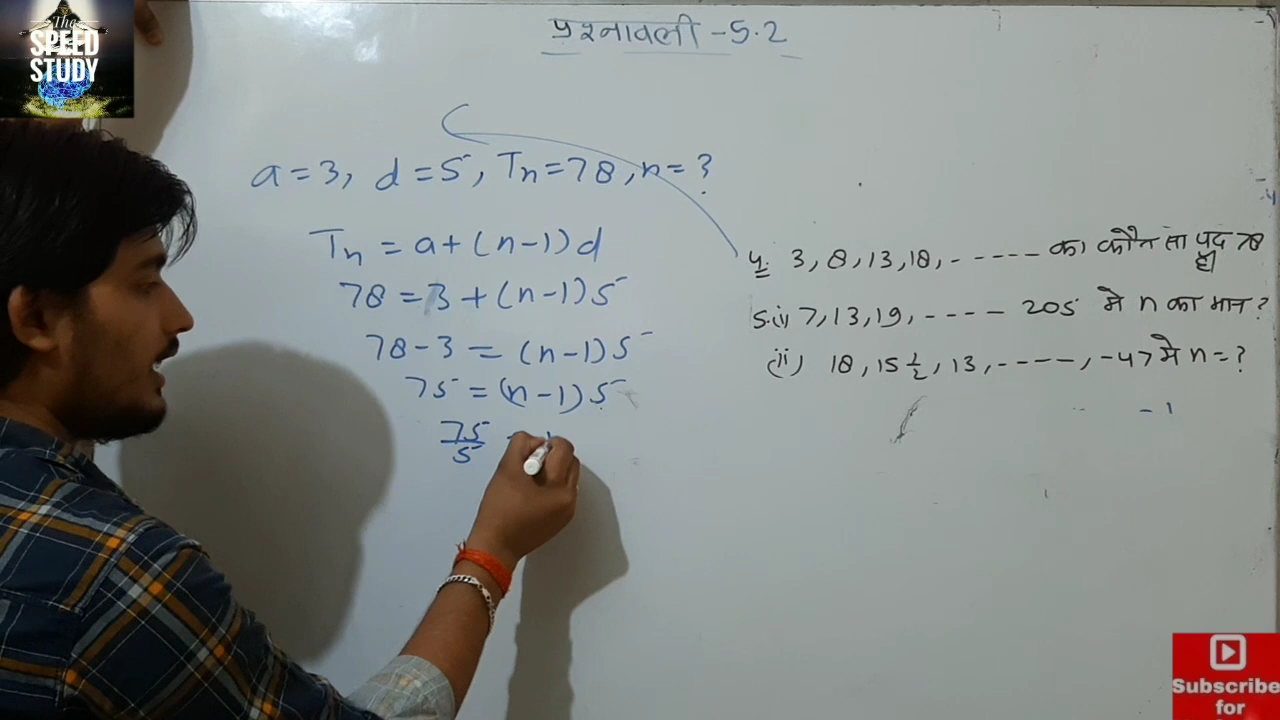 The
SPEED
STUDY
प्रश्नावली - 5.2
a = 3, d = 5, Tn = 78, n = ?
Tn = a + (n-1) d
78 = 3 + (n-1) 5
78 - 3 = (n-1) 5
75 = (n-1) 5
75/5
4. 3, 8, 13, 18, ----- का कौन सा पद 78 है।
5.(i) 7, 13, 19, ---- 205 मे n का मान ?
(ii) 18, 15 1/2, 13, ----, -47 मे n = ?
Subscribe
for